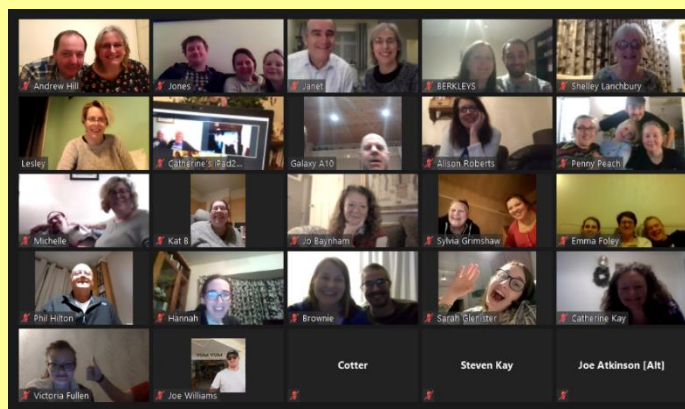 Andrew Hill
Jones
Janet
BERKLEYS
Shelley Lanchbury
Lesley
Catherine's iPad2...
Galaxy A10
Alison Roberts
Penny Peach
Michelle
Kat B
Jo Baynham
Sylvia Grimshaw
Emma Foley
Phil Hilton
Hannah
Brownie
Sarah Glenister
Catherine Kay
Victoria Fullen
Joe Williams
Cotter
Steven Kay
Joe Atkinson [Alt]